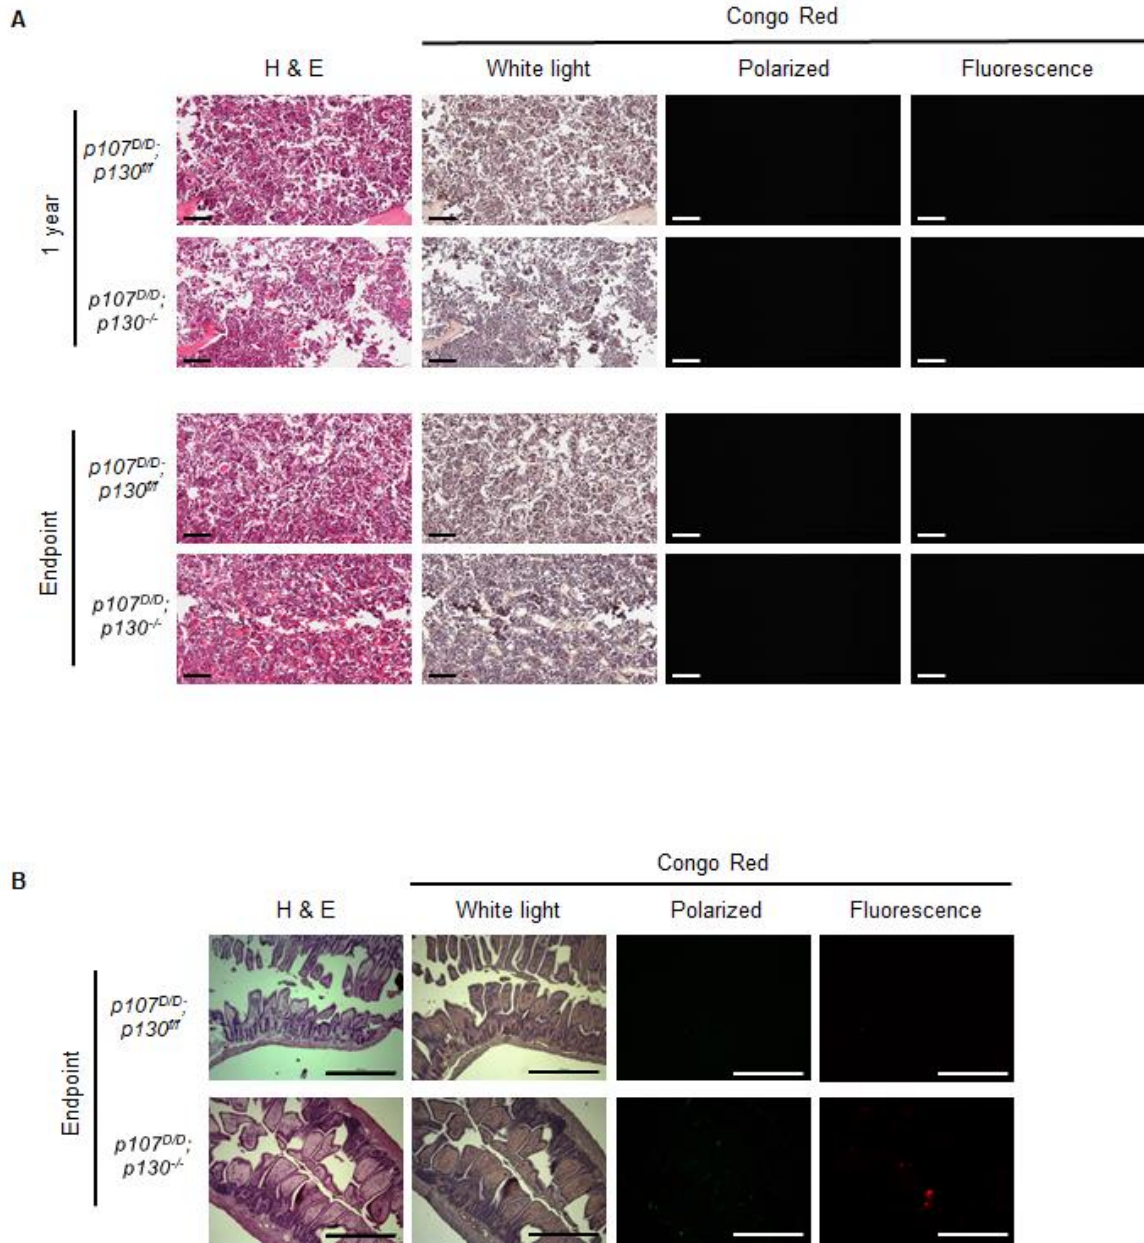 A
Congo Red
H & E
White light
Polarized
Fluorescence
1 year
p107D/D;
p130f/f
p107D/D;
p130-/-
Endpoint
p107D/D;
p130f/f
p107D/D;
p130-/-
B
Congo Red
H & E
White light
Polarized
Fluorescence
Endpoint
p107D/D;
p130f/f
p107D/D;
p130-/-